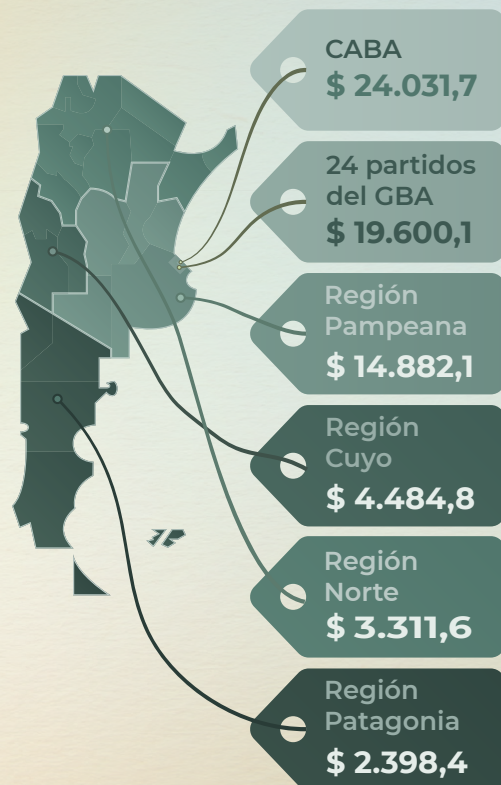 CABA
$ 24.031,7
24 partidos
del GBA
$ 19.600,1
Región
Pampeana
$ 14.882,1
Región
Cuyo
$ 4.484,8
Región
Norte
$ 3.311,6
Región
Patagonia
$ 2.398,4